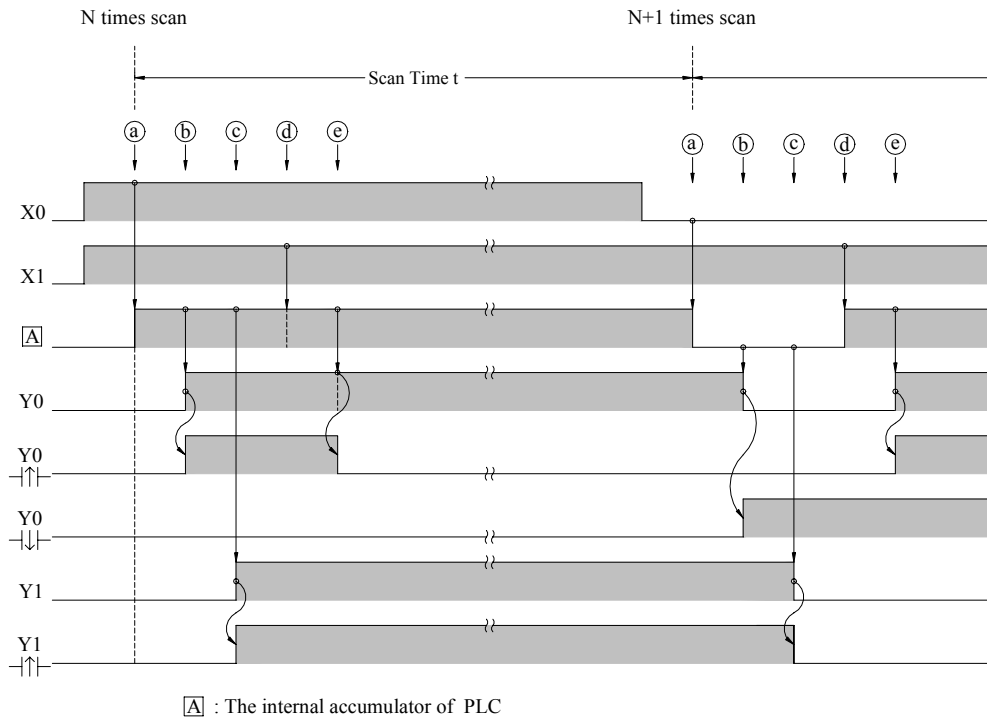 N times scan N+1 times scan
Scan Time t
a b c d e a b c d e
X0
X1
A
Y0
Y0
Y0
Y1
Y1
A : The internal accumulator of PLC